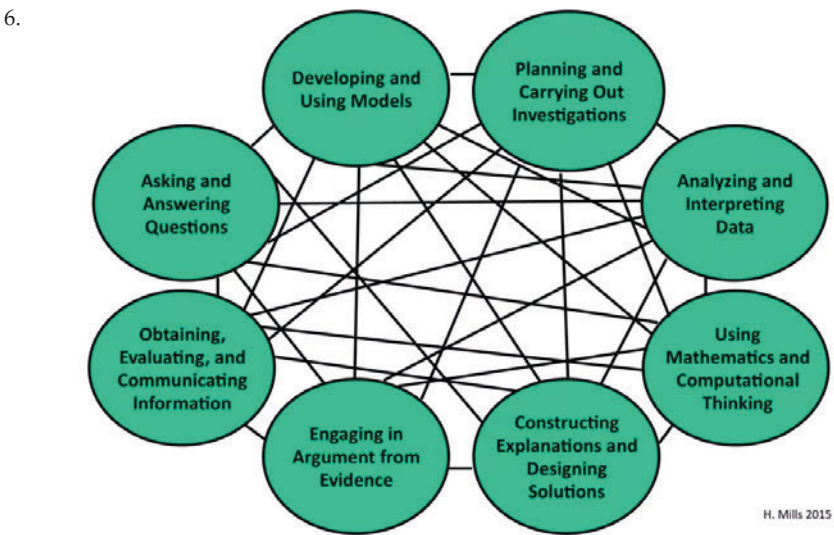 6.
Developing and
Using Models
Planning and
Carrying Out
Investigations
Asking and
Answering
Questions
Analyzing and
Interpreting
Data
Obtaining,
Evaluating, and
Communicating
Information
Using
Mathematics and
Computational
Thinking
Engaging in
Argument from
Evidence
Constructing
Explanations and
Designing
Solutions
H. Mills 2015